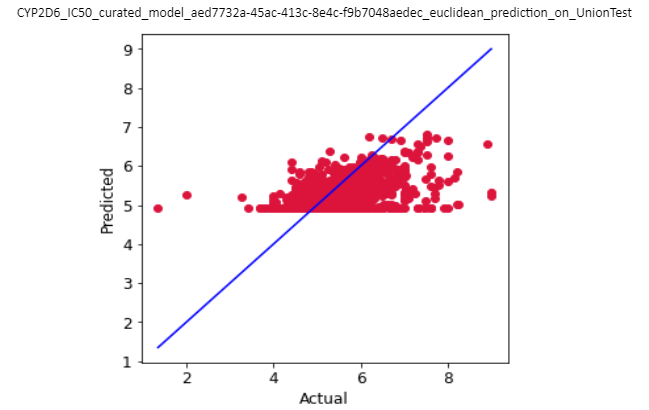 CYP2D6_IC50_curated_model_aed7732a-45ac-413c-8e4c-f9b7048aedec_euclidean_prediction_on_UnionTest
9
8
7
6
5
4
3
2
1
Predicted
2 4 6 8
Actual